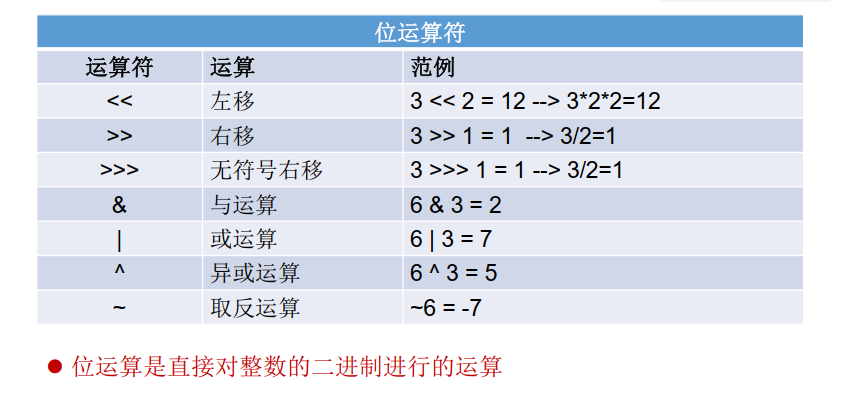 位运算符
运算符 运算 范例
<< 左移 3 << 2 = 12 --> 3*2*2=12
>> 右移 3 >> 1 = 1 --> 3/2=1
>>> 无符号右移 3 >>> 1 = 1 --> 3/2=1
& 与运算 6 & 3 = 2
| 或运算 6 | 3 = 7
^ 异或运算 6 ^ 3 = 5
~ 取反运算 ~6 = -7
● 位运算是直接对整数的二进制进行的运算